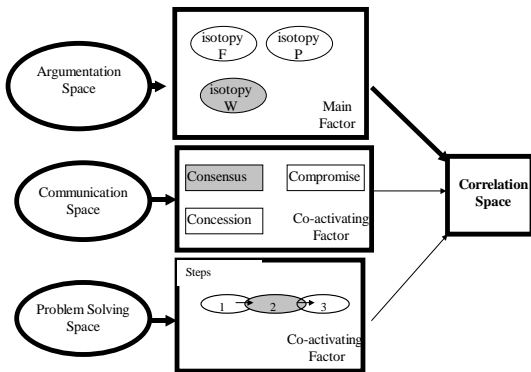 Argumentation
Space
isotopy
F
isotopy
P
isotopy
W
Main
Factor
Communication
Space
Consensus
Compromise
Concession
Co-activating
Factor
Correlation
Space
Problem Solving
Space
Steps
1
2
3
Co-activating
Factor